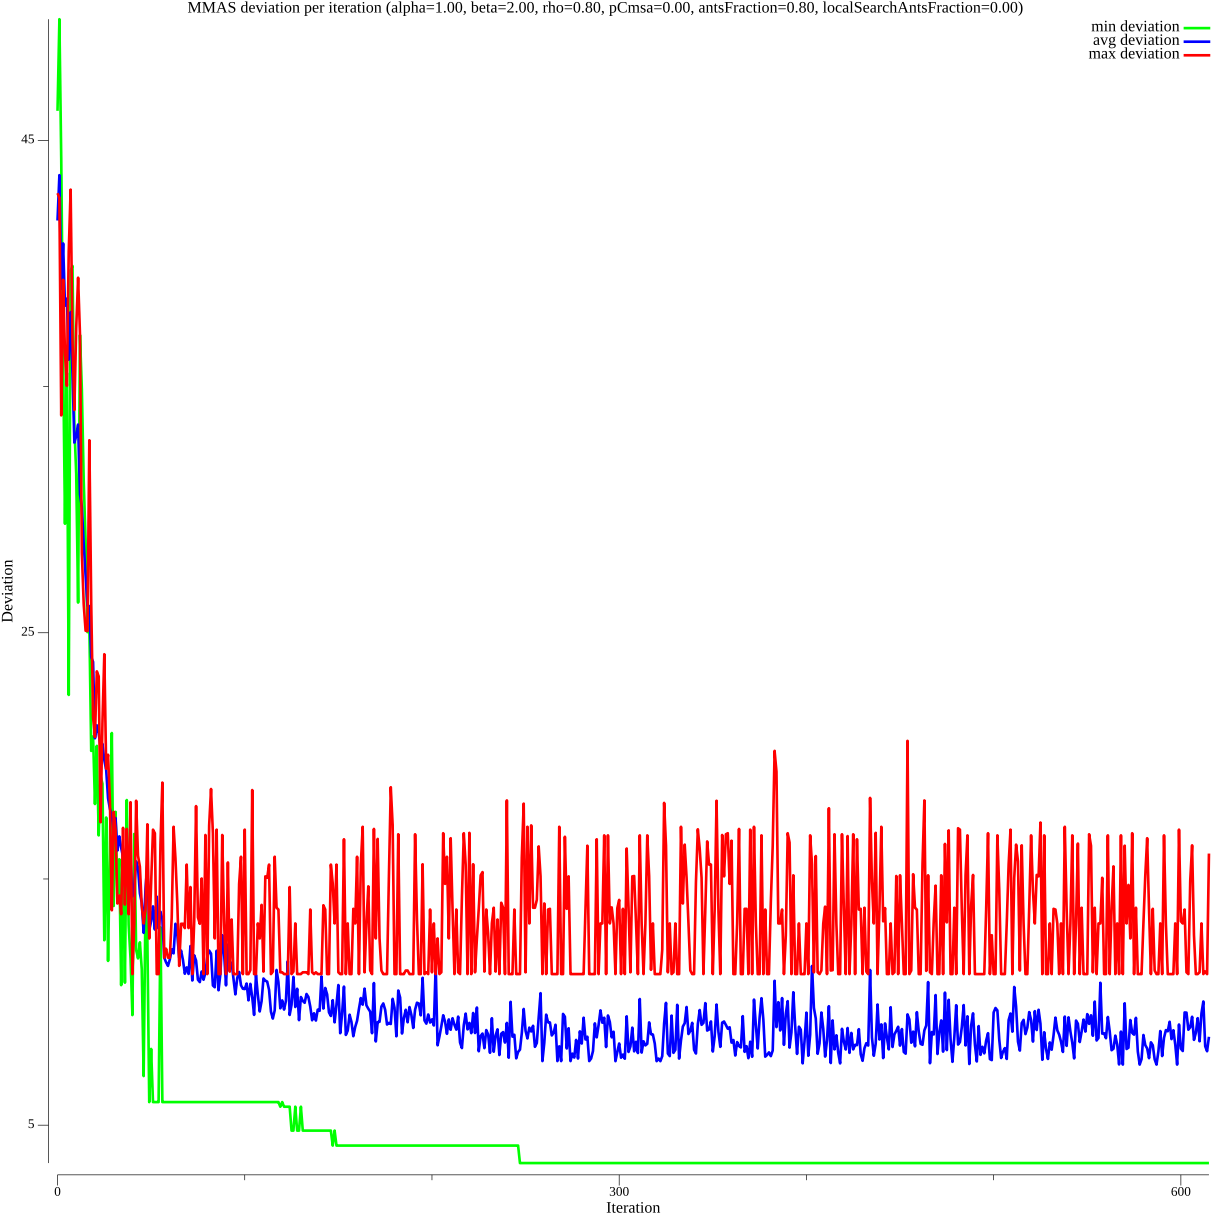 MMAS deviation per iteration (alpha=1.00, beta=2.00, rho=0.80, pCmsa=0.00, antsFraction=0.80, localSearchAntsFraction=0.00)
min deviation
avg deviation
max deviation
45
25
5
Deviation
0
300
600
Iteration